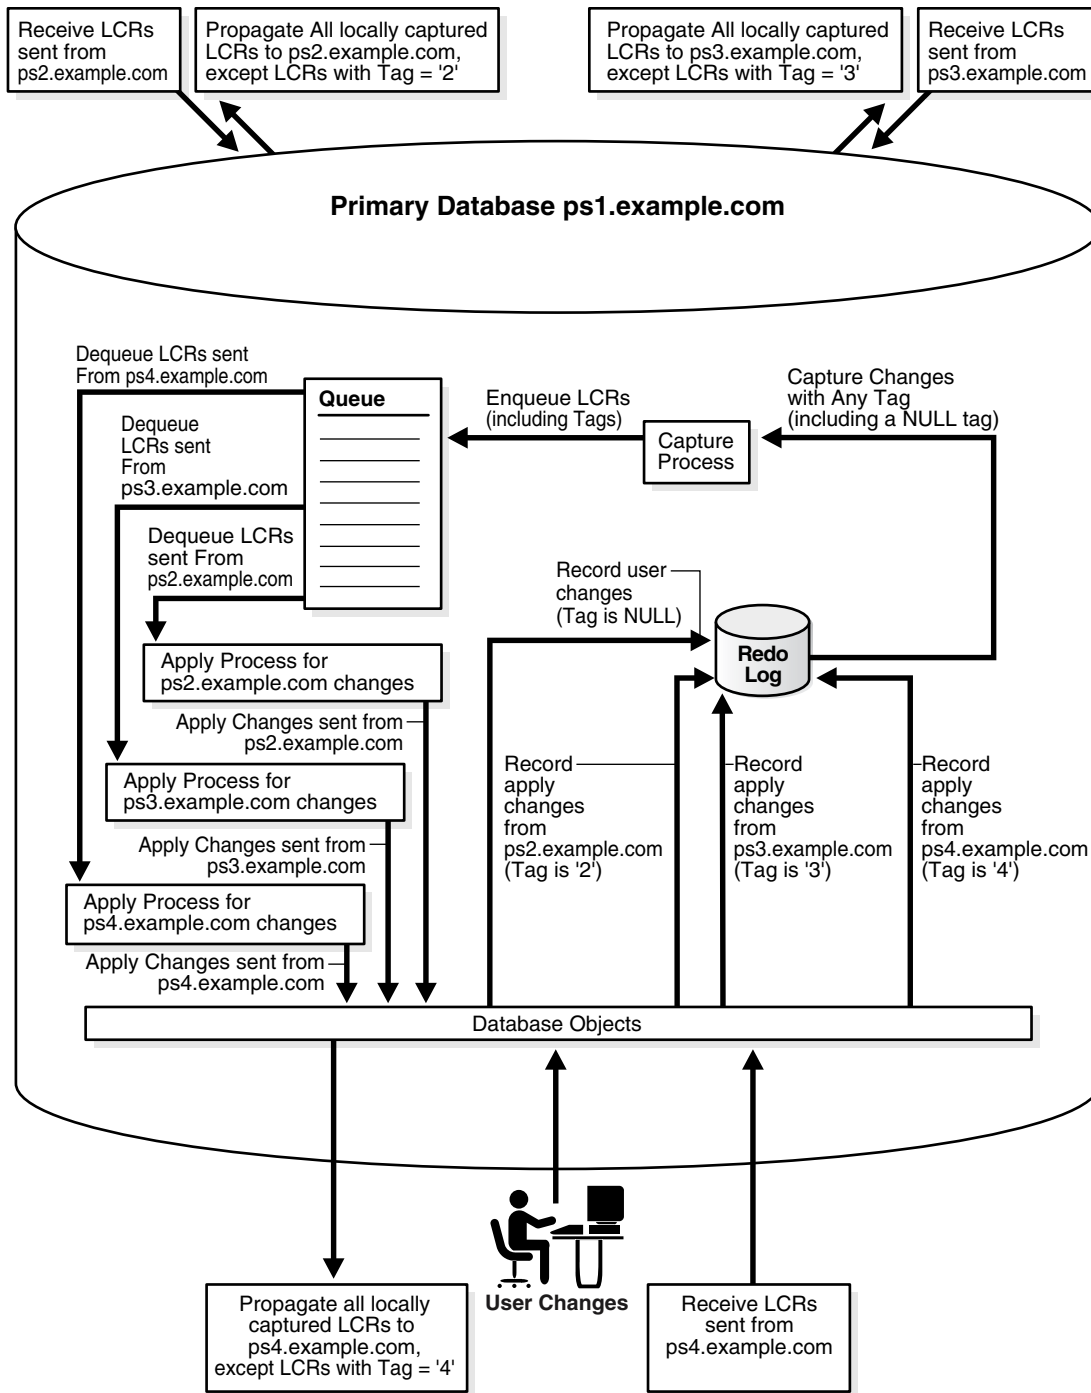 Receive LCRs
sent from
ps2.example.com
Propagate All locally captured
LCRs to ps2.example.com,
except LCRs with Tag = '2'
Propagate All locally captured
LCRs to ps3.example.com,
except LCRs with Tag = '3'
Receive LCRs
sent from
ps3.example.com
Primary Database ps1.example.com
Dequeue LCRs sent
From ps4.example.com
Dequeue
LCRs sent
From
ps3.example.com
Dequeue LCRs
sent From
ps2.example.com
Queue
Enqueue LCRs
(including Tags)
Capture
Process
Capture Changes
with Any Tag
(including a NULL tag)
Record user
changes
(Tag is NULL)
Redo
Log
Apply Process for
ps2.example.com changes
Apply Changes sent from
ps2.example.com
Apply Process for
ps3.example.com changes
Apply Changes sent from
ps3.example.com
Apply Process for
ps4.example.com changes
Apply Changes sent from
ps4.example.com
Record
apply
changes
from
ps2.example.com
(Tag is '2')
Record
apply
changes
from
ps3.example.com
(Tag is '3')
Record
apply
changes
from
ps4.example.com
(Tag is '4')
Database Objects
Propagate all locally
captured LCRs to
ps4.example.com,
except LCRs with Tag = '4'
User Changes
Receive LCRs
sent from
ps4.example.com